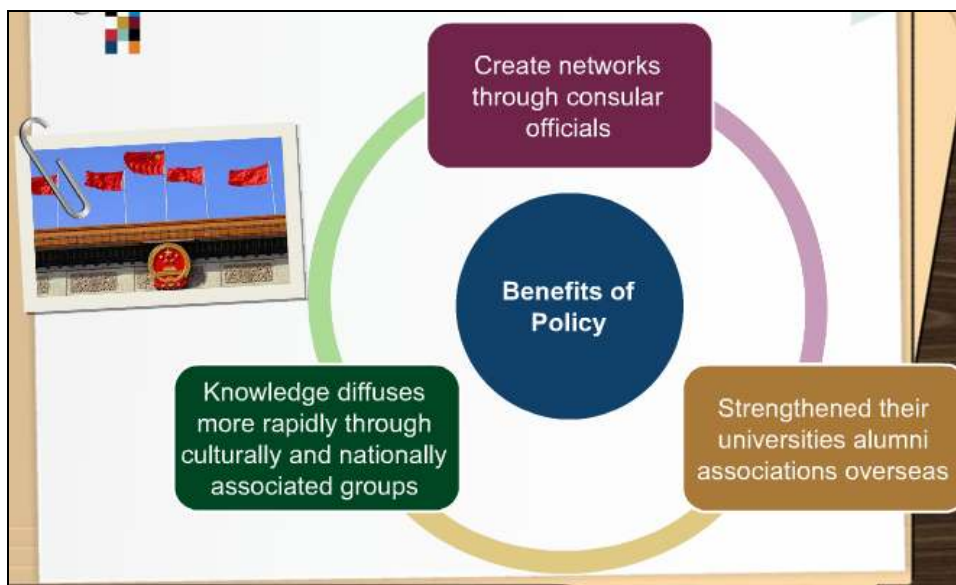 Create networks
through consular
officials
Benefits of
Policy
Knowledge diffuses
more rapidly through
culturally and nationally
associated groups
Strengthened their
universities alumni
associations overseas